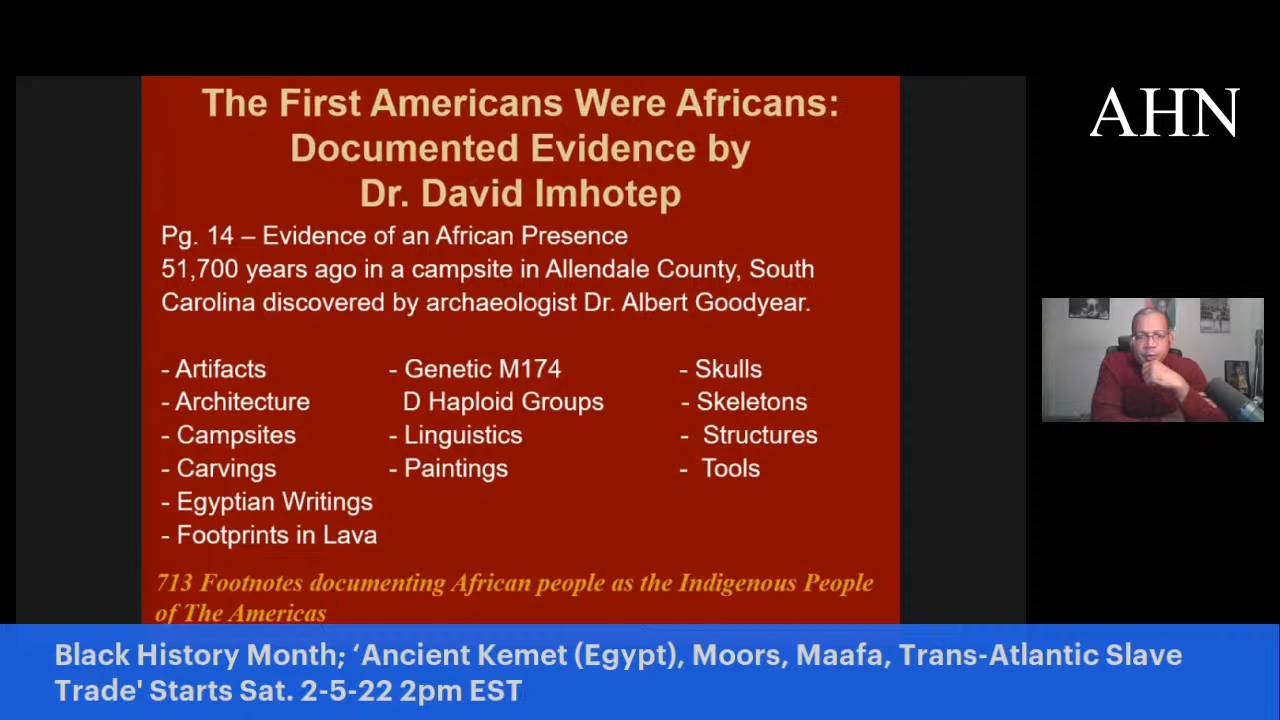 The First Americans Were Africans:
Documented Evidence by
Dr. David Imhotep
AHN
Pg. 14 – Evidence of an African Presence
51,700 years ago in a campsite in Allendale County, South
Carolina discovered by archaeologist Dr. Albert Goodyear.
- Artifacts
- Architecture
- Campsites
- Carvings
- Egyptian Writings
- Footprints in Lava
- Genetic M174
D Haploid Groups
- Linguistics
- Paintings
- Skulls
- Skeletons
- Structures
- Tools
713 Footnotes documenting African people as the Indigenous People
of The Americas
Black History Month; ‘Ancient Kemet (Egypt), Moors, Maafa, Trans-Atlantic Slave
Trade' Starts Sat. 2-5-22 2pm EST